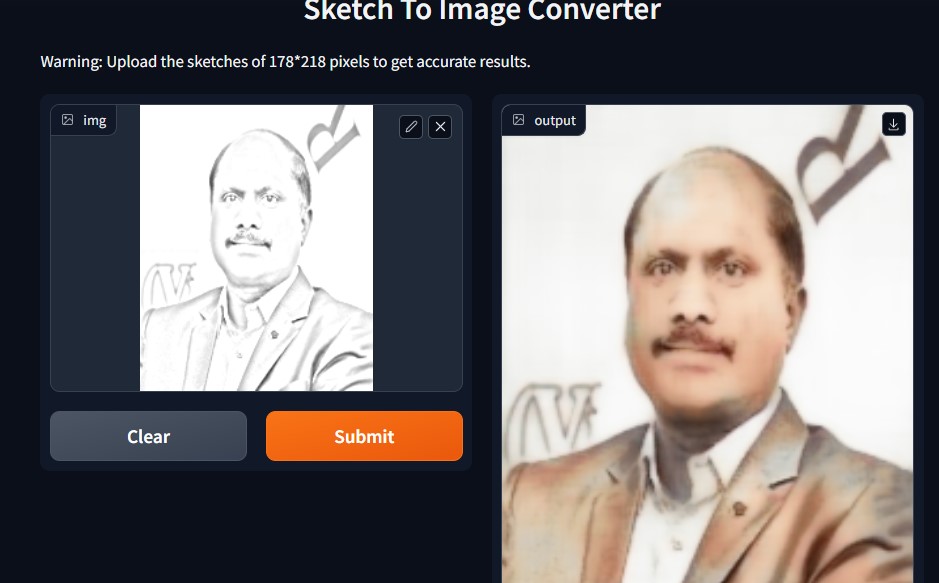 Sketch To Image Converter
Warning: Upload the sketches of 178*218 pixels to get accurate results.
img
output
R
N
R
N
Clear
Submit